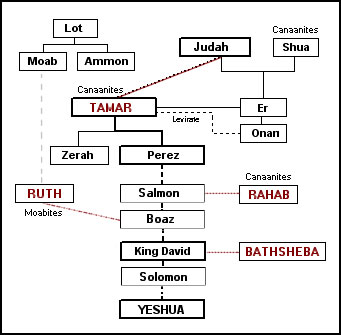 Lot
Canaanites
Judah
Shua
Moab
Ammon
Canaanites
TAMAR
Er
Levirate
Onan
Zerah
Perez
Canaanites
RUTH
Salmon
RAHAB
Moabites
Boaz
King David
BATHSHEBA
Solomon
YESHUA